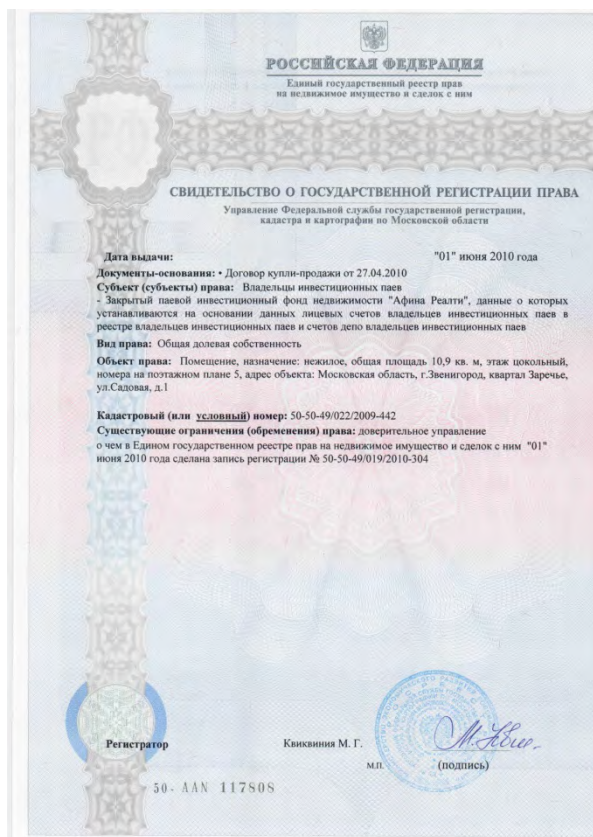 РОССИЙСКАЯ ФЕДЕРАЦИЯ
Единый государственный реестр прав
на недвижимое имущество и сделок с ним
СВИДЕТЕЛЬСТВО О ГОСУДАРСТВЕННОЙ РЕГИСТРАЦИИ ПРАВА
Управление Федеральной службы государственной регистрации,
кадастра и картографии по Московской области
Дата выдачи: "01" июня 2010 года
Документы-основания: • Договор купли-продажи от 27.04.2010
Субъект (субъекты) права: Владельцы инвестиционных паев
- Закрытый паевой инвестиционный фонд недвижимости "Афина Реалти", данные о которых
устанавливаются на основании данных лицевых счетов владельцев инвестиционных паев в
реестре владельцев инвестиционных паев и счетов депо владельцев инвестиционных паев
Вид права: Общая долевая собственность
Объект права: Помещение, назначение: нежилое, общая площадь 10,9 кв. м, этаж цокольный,
номера на поэтажном плане 5, адрес объекта: Московская область, г.Звенигород, квартал Заречье,
ул.Садовая, д.1
Кадастровый (или условный) номер: 50-50-49/022/2009-442
Существующие ограничения (обременения) права: доверительное управление
о чем в Едином государственном реестре прав на недвижимое имущество и сделок с ним "01"
июня 2010 года сделана запись регистрации № 50-50-49/019/2010-304
Регистратор Квиквиния М. Г.
м.п. (подпись)
50- ААN 117808